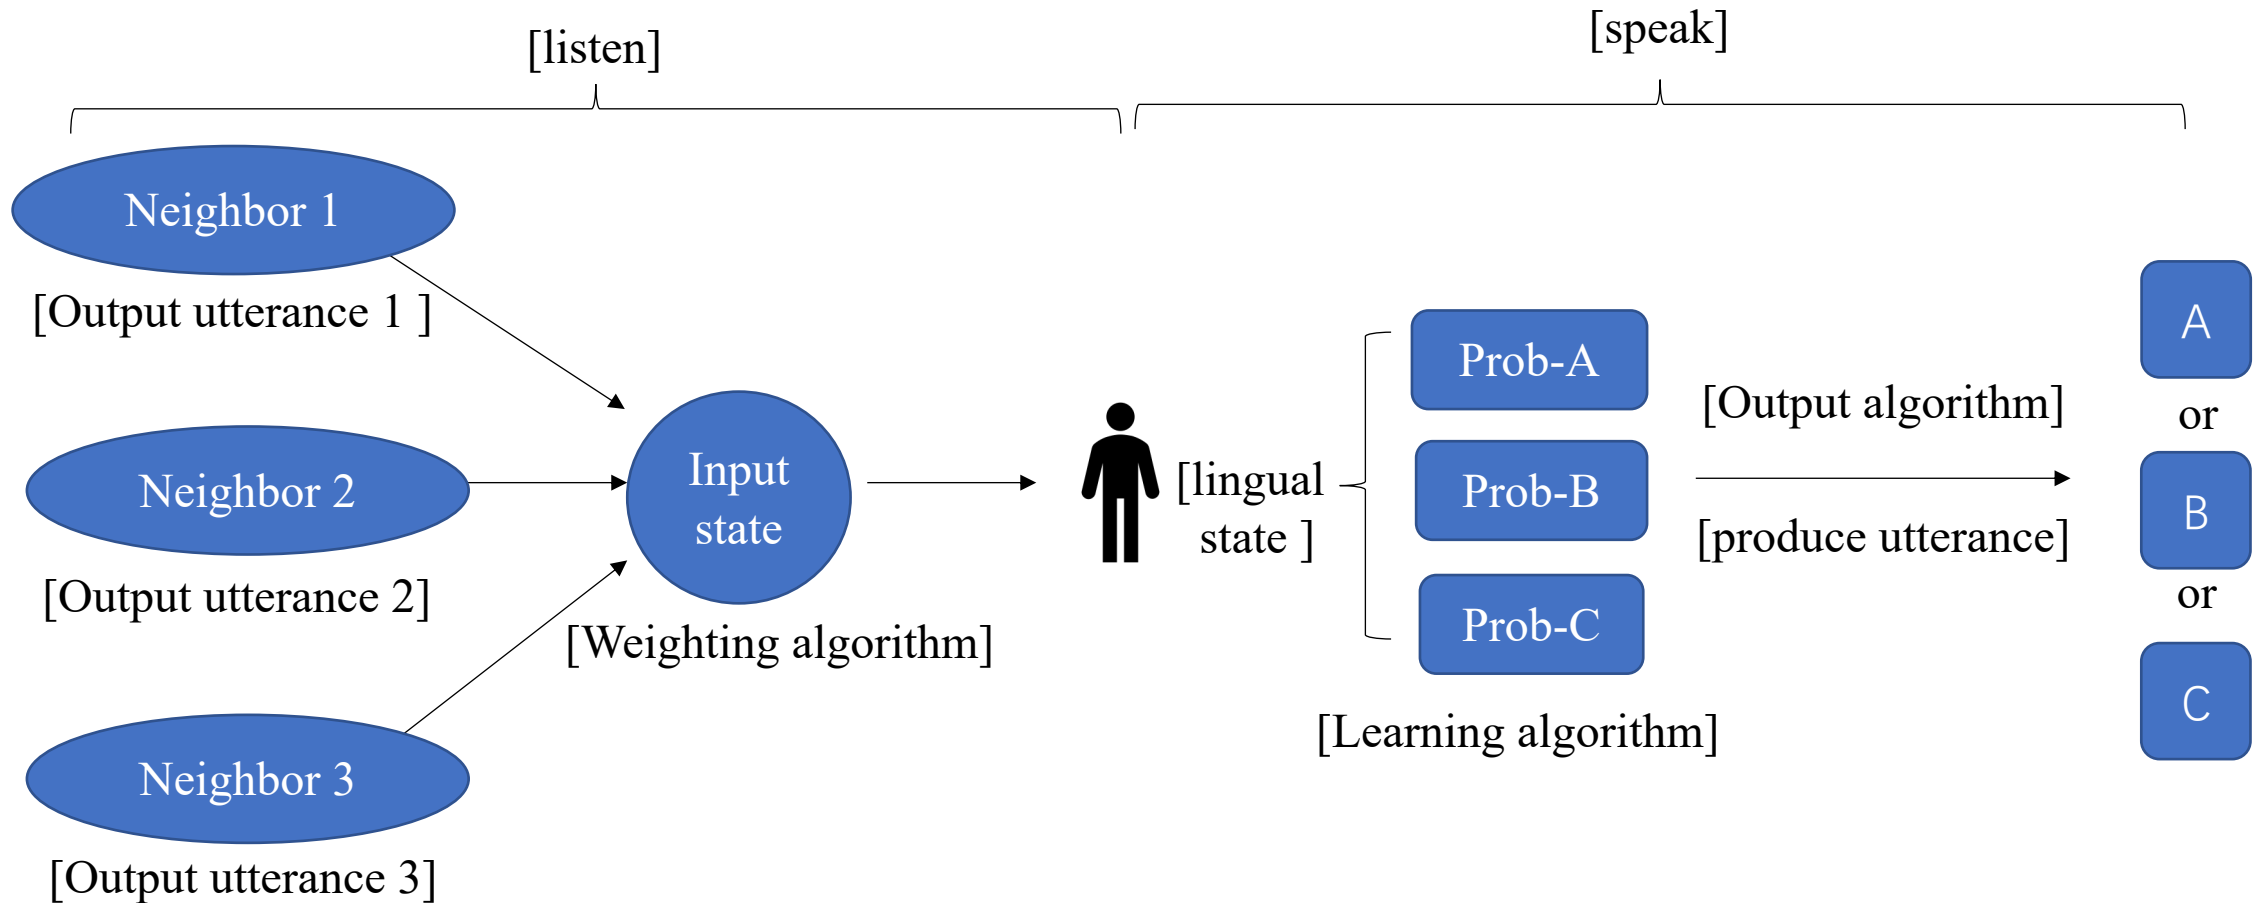 [listen]
[speak]
Neighbor 1
[Output utterance 1 ]
Neighbor 2
[Output utterance 2]
Neighbor 3
[Output utterance 3]
Input
state
[Weighting algorithm]
[lingual
state ]
Prob-A
Prob-B
Prob-C
[Learning algorithm]
[Output algorithm]
[produce utterance]
A
or
B
or
C